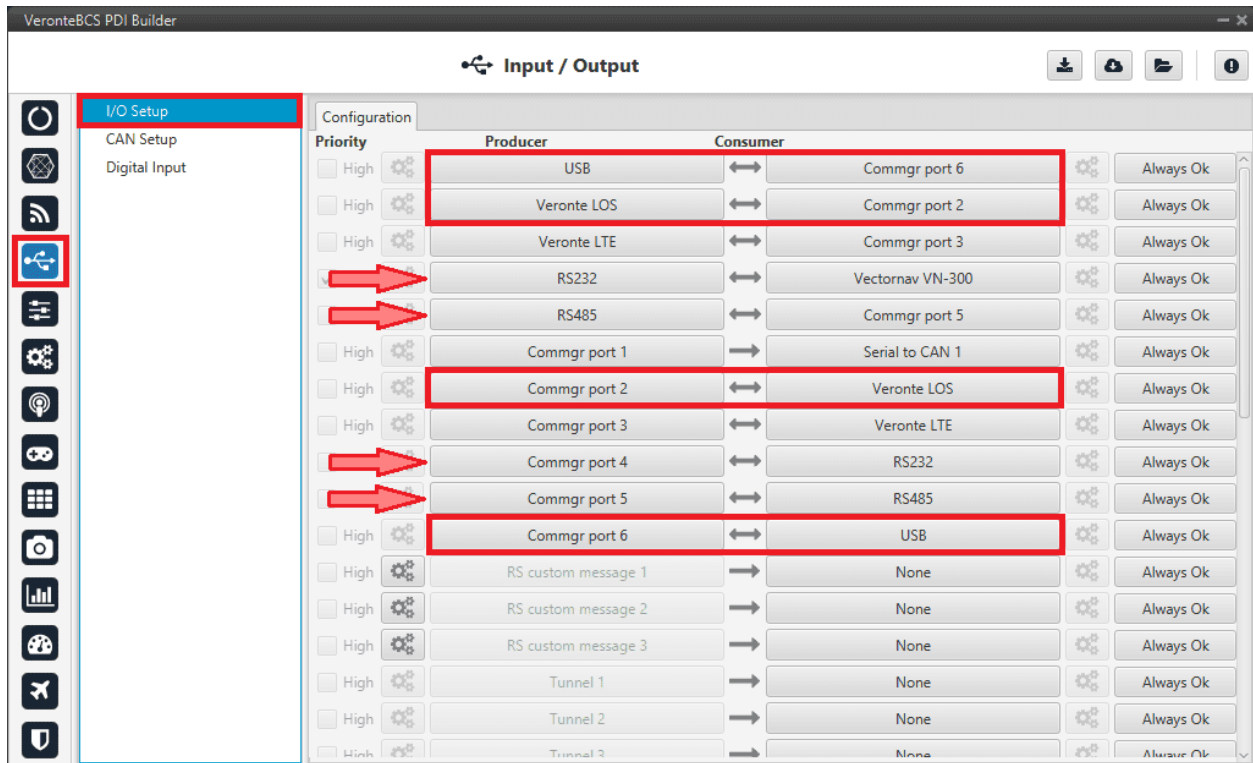 VeronteBCS PDI Builder
Input / Output
I/O Setup
CAN Setup
Digital Input
Configuration
Priority Producer Consumer
High USB Commgr port 6 Always Ok
High Veronte LOS Commgr port 2 Always Ok
High Veronte LTE Commgr port 3 Always Ok
RS232 Vectornav VN-300 Always Ok
RS485 Commgr port 5 Always Ok
High Commgr port 1 Serial to CAN 1 Always Ok
High Commgr port 2 Veronte LOS Always Ok
High Commgr port 3 Veronte LTE Always Ok
Commgr port 4 RS232 Always Ok
Commgr port 5 RS485 Always Ok
High Commgr port 6 USB Always Ok
High RS custom message 1 None Always Ok
High RS custom message 2 None Always Ok
High RS custom message 3 None Always Ok
High Tunnel 1 None Always Ok
High Tunnel 2 None Always Ok
High Tunnel 3 None Always Ok